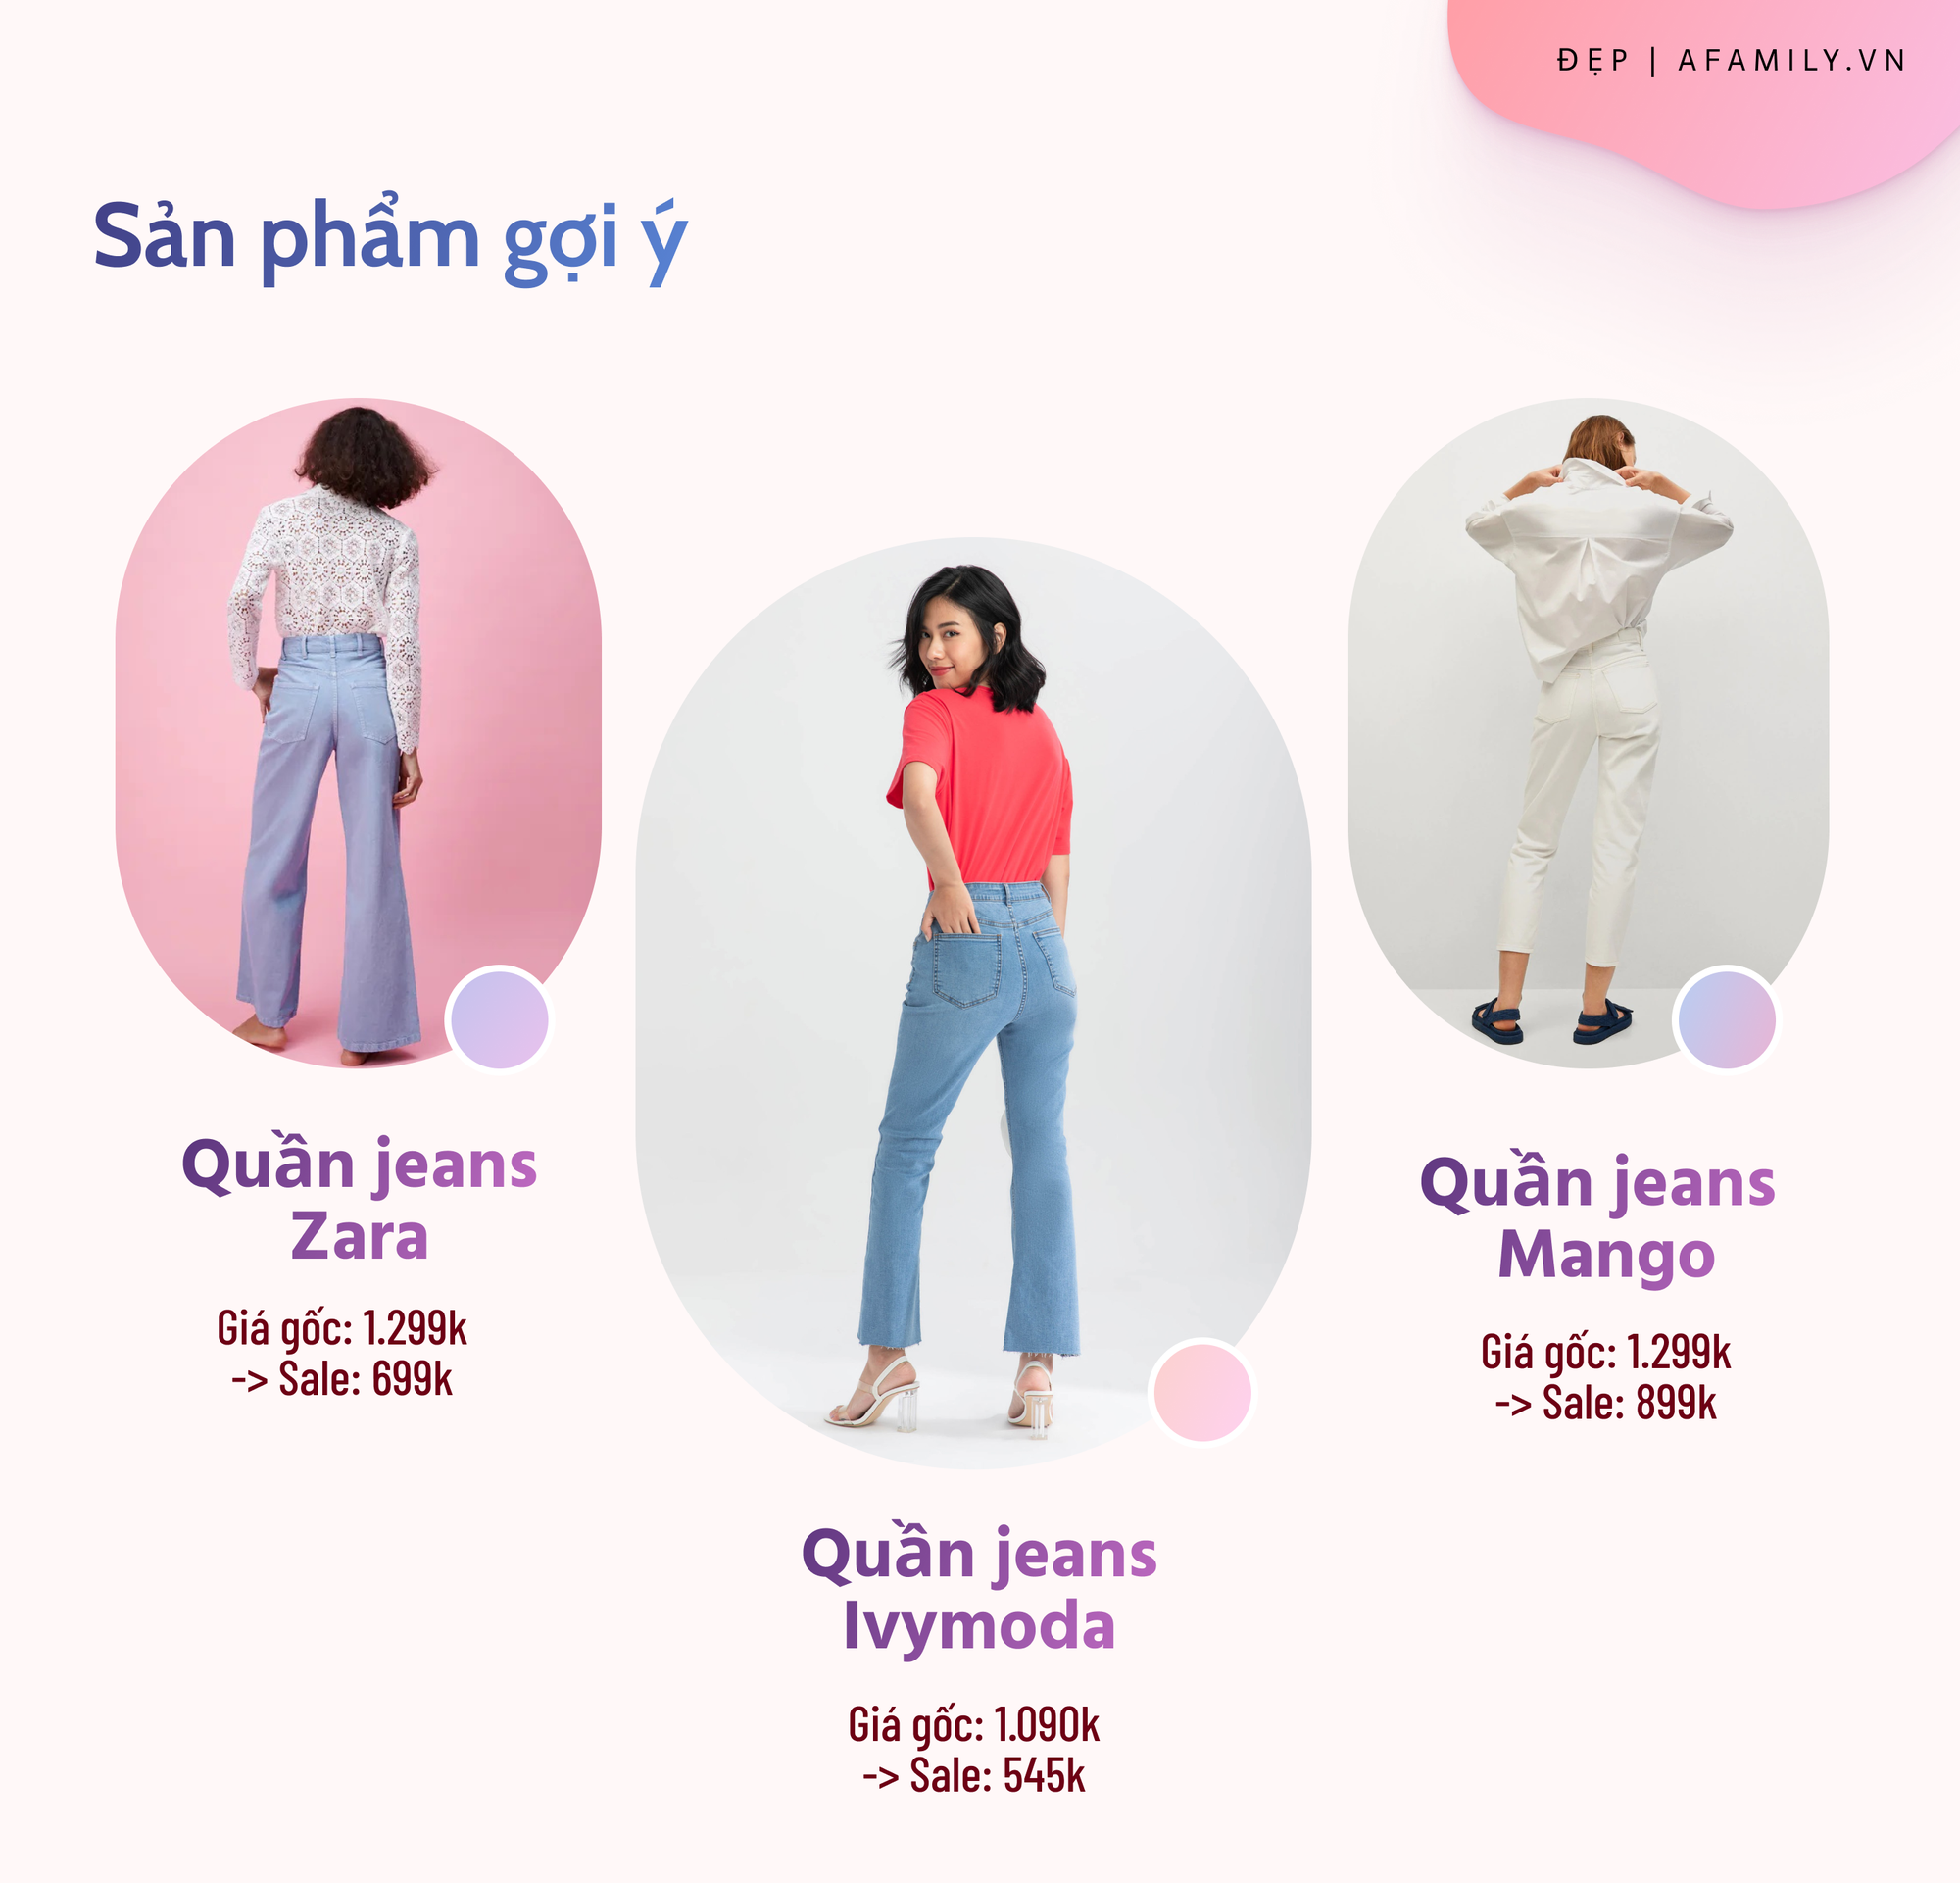 ĐẸP | AFAMILY.VN
Sản phẩm gợi ý
Quần jeans
Zara
Giá gốc: 1.299k
-> Sale: 699k
Quần jeans
Ivymoda
Giá gốc: 1.090k
-> Sale: 545k
Quần jeans
Mango
Giá gốc: 1.299k
-> Sale: 899k